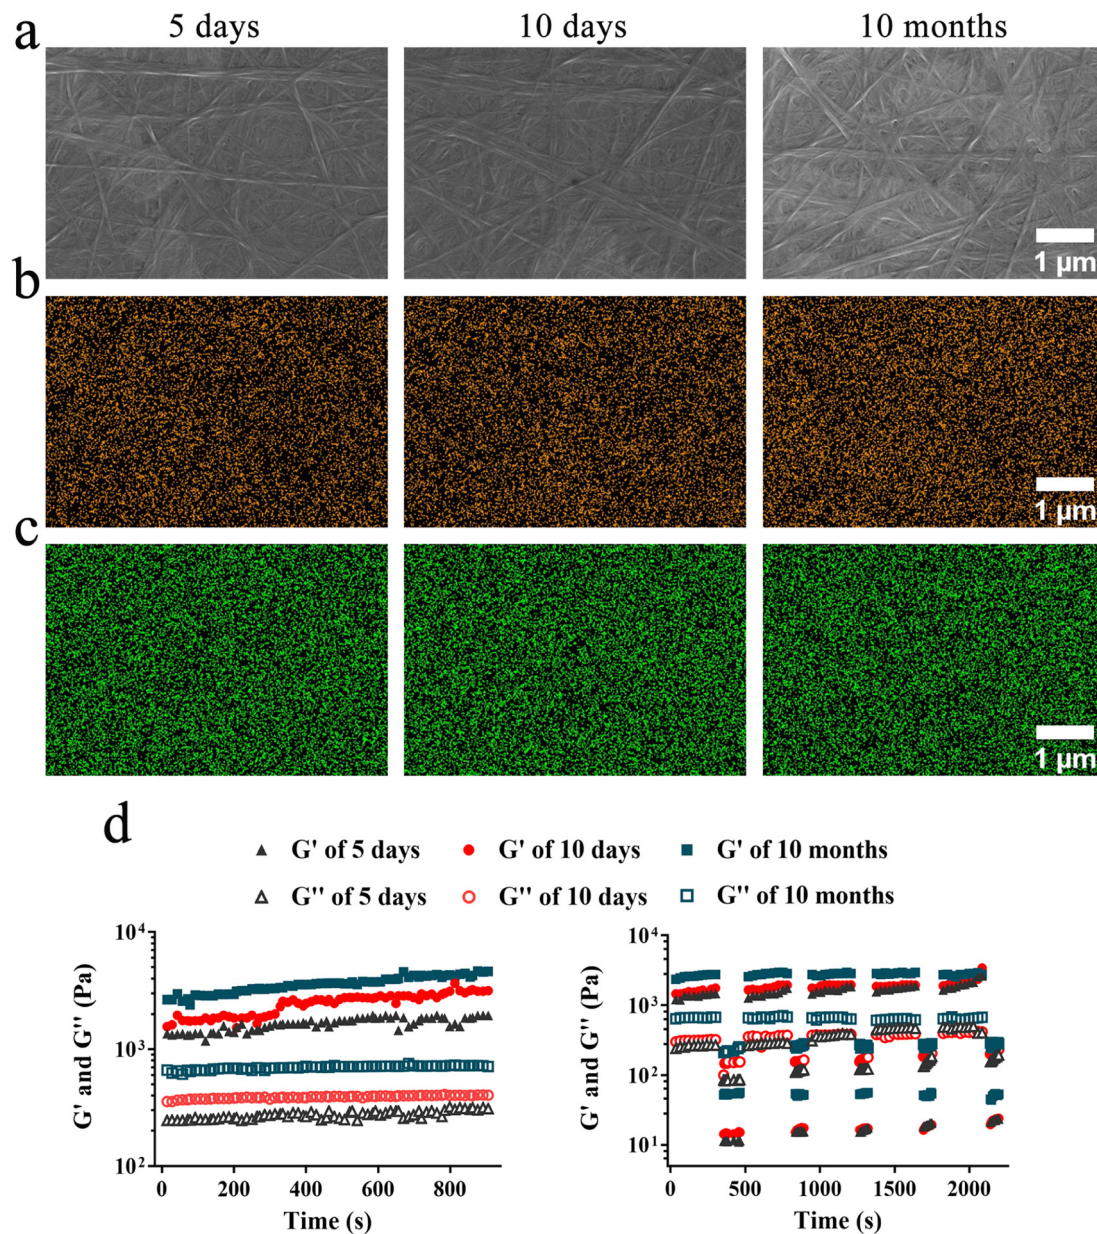 a
5 days
10 days
10 months
1 µm
b
1 µm
c
1 µm
d
G' of 5 days
G' of 10 days
G' of 10 months
G'' of 5 days
G'' of 10 days
G'' of 10 months
G' and G'' (Pa)
10⁴
10³
10²
0
200
400
600
800
Time (s)
G' and G'' (Pa)
10⁴
10³
10²
10¹
0
500
1000
1500
2000
Time (s)